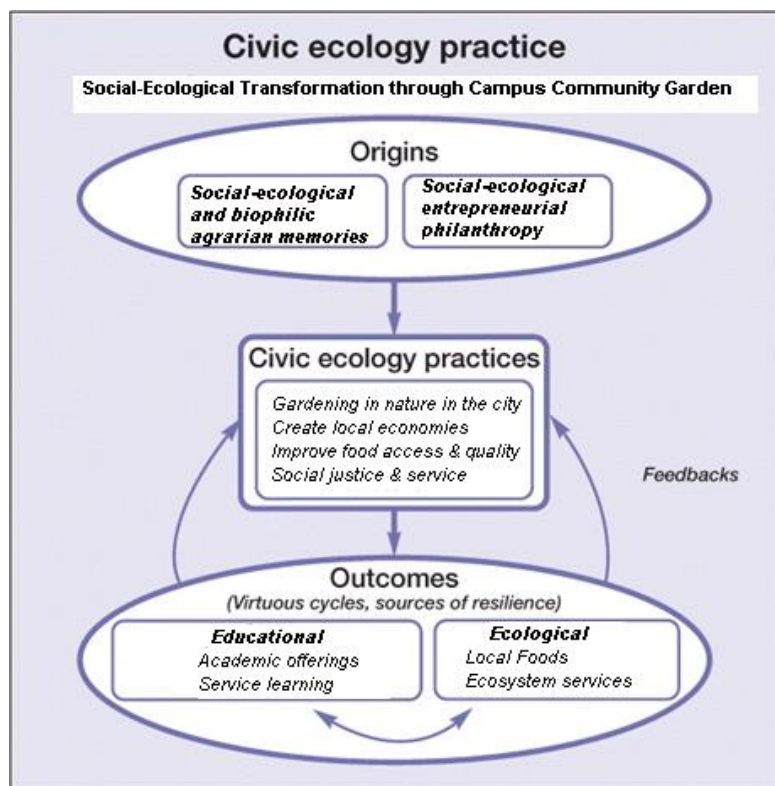 Civic ecology practice
Social-Ecological Transformation through Campus Community Garden
Origins
Social-ecological
and biophilic
agrarian memories
Social-ecological
entrepreneurial
philanthropy
Civic ecology practices
Gardening in nature in the city
Create local economies
Improve food access & quality
Social justice & service
Feedbacks
Outcomes
(Virtuous cycles, sources of resilience)
Educational
Academic offerings
Service learning
Ecological
Local Foods
Ecosystem services